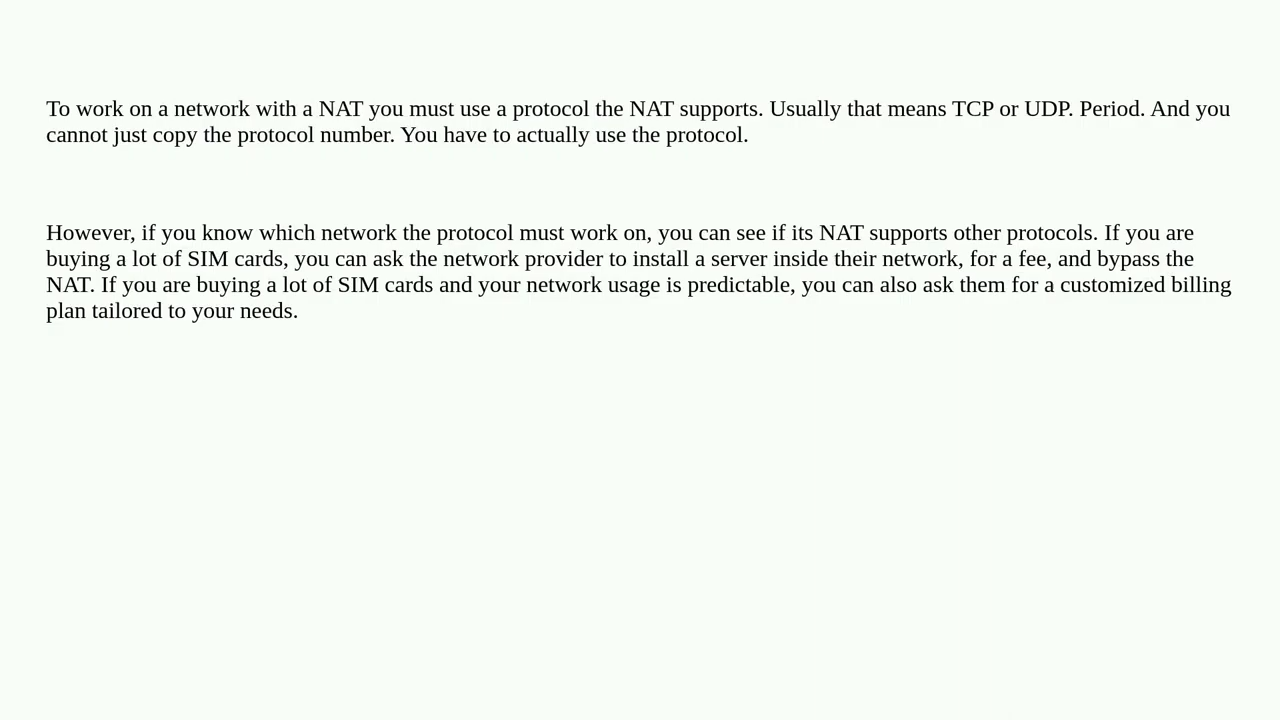 To work on a network with a NAT you must use a protocol the NAT supports. Usually that means TCP or UDP. Period. And you
cannot just copy the protocol number. You have to actually use the protocol.
However, if you know which network the protocol must work on, you can see if its NAT supports other protocols. If you are
buying a lot of SIM cards, you can ask the network provider to install a server inside their network, for a fee, and bypass the
NAT. If you are buying a lot of SIM cards and your network usage is predictable, you can also ask them for a customized billing
plan tailored to your needs.